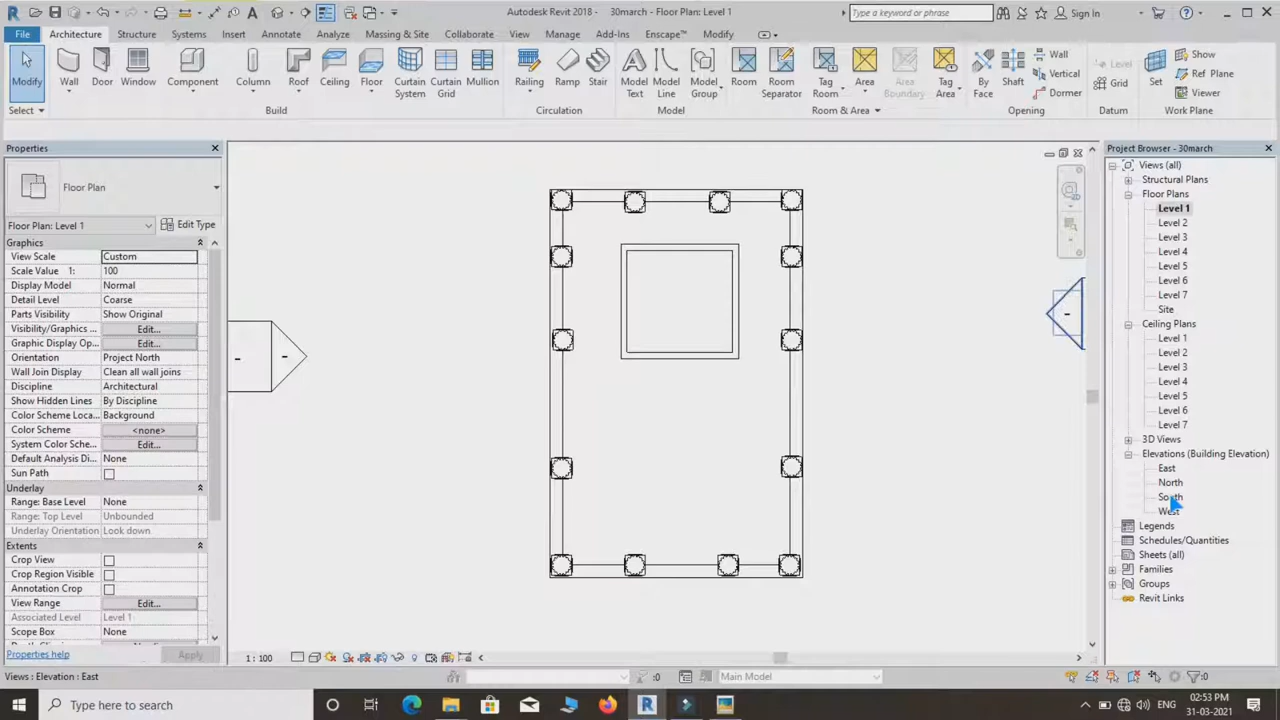 Autodesk Revit 2018 - 30march - Floor Plan: Level 1
Type a keyword or phrase
Sign In
File Architecture Structure Systems Insert Annotate Analyze Massing & Site Collaborate View Manage Add-Ins Enscape™ Modify
Modify
Wall
Door
Window
Component
Column
Roof
Ceiling
Floor
Curtain System
Curtain Grid
Mullion
Railing
Ramp
Stair
Model Text
Model Line
Model Group
Room
Room Separator
Tag Room
Area
Area Boundary
Tag Area
By Face
Shaft
Wall
Vertical
Dormer
Level
Grid
Set
Show
Ref Plane
Viewer
Select
Build
Circulation
Model
Room & Area
Opening
Datum
Work Plane
Properties
Floor Plan
Floor Plan: Level 1
Edit Type
Graphics
View Scale Custom
Scale Value 1: 100
Display Model Normal
Detail Level Coarse
Parts Visibility Show Original
Visibility/Graphics ... Edit...
Graphic Display Op... Edit...
Orientation Project North
Wall Join Display Clean all wall joins
Discipline Architectural
Show Hidden Lines By Discipline
Color Scheme Loca... Background
Color Scheme <none>
System Color Sche... Edit...
Default Analysis Di... None
Sun Path
Underlay
Range: Base Level None
Range: Top Level Unbounded
Underlay Orientation Look down
Extents
Crop View
Crop Region Visible
Annotation Crop
View Range Edit...
Associated Level Level 1
Scope Box None
Properties help
Apply
1 : 100
Project Browser - 30march
Views (all)
Structural Plans
Floor Plans
Level 1
Level 2
Level 3
Level 4
Level 5
Level 6
Level 7
Site
Ceiling Plans
Level 1
Level 2
Level 3
Level 4
Level 5
Level 6
Level 7
3D Views
Elevations (Building Elevation)
East
North
South
West
Legends
Schedules/Quantities
Sheets (all)
Families
Groups
Revit Links
Views : Elevation : East
:0
Main Model
:0
Type here to search
ENG
02:53 PM
31-03-2021